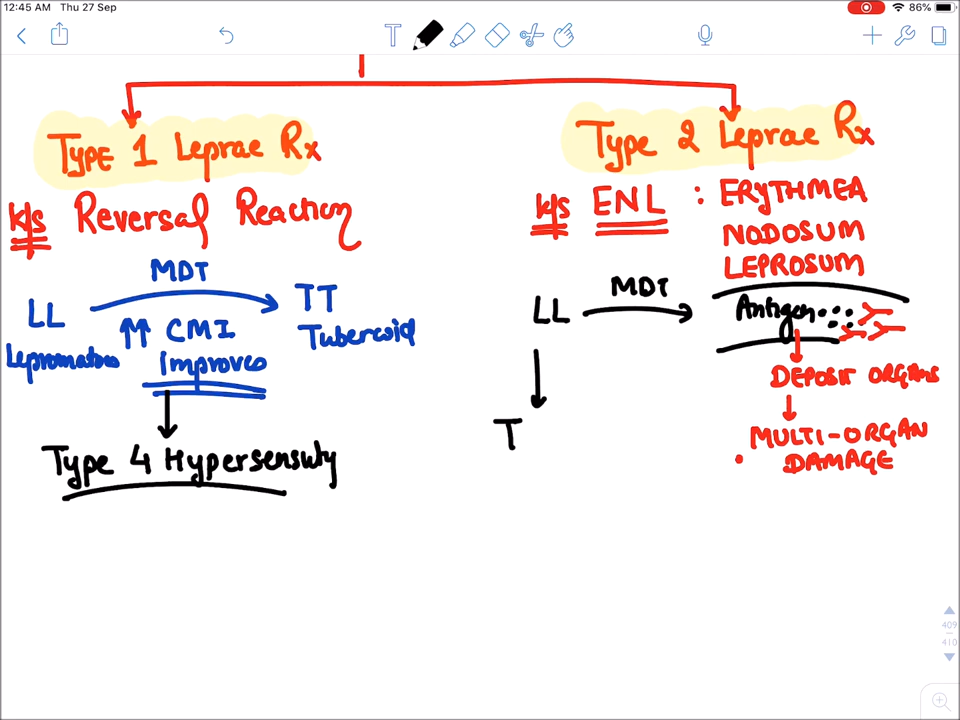 12:45 AM Thu 27 Sep
86%
T
Type 1 Leprae Rx
k/s Reversal Reaction
MDT
LL
TT
⇈ CMI
Tuberoid
Lepromatous
Improves
Type 4 Hypersensivity
Type 2 Leprae Rx
k/s ENL : ERYTHMEA
NODOSUM
LEPROSUM
MDT
LL
Antigen
DEPOSIT ORGANS
T
MULTI-ORGAN
DAMAGE
409
410